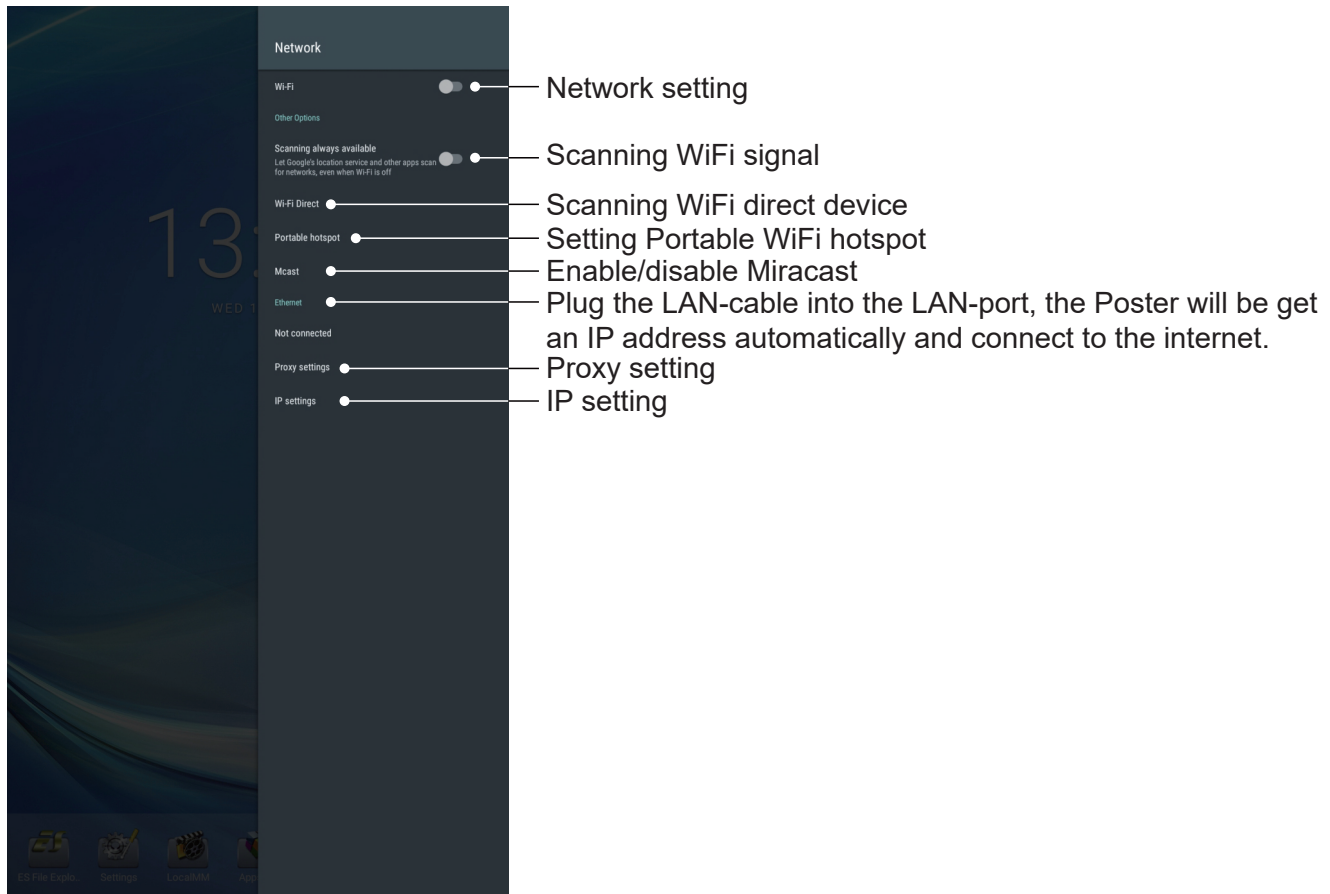 Network
Wi-Fi
Network setting
Other Options
Scanning always available
Let Google's location service and other apps scan
for networks, even when Wi-Fi is off
Scanning WiFi signal
Wi-Fi Direct
Scanning WiFi direct device
Portable hotspot
Setting Portable WiFi hotspot
Mcast
Enable/disable Miracast
Ethernet
Plug the LAN-cable into the LAN-port, the Poster will be get
an IP address automatically and connect to the internet.
Not connected
Proxy settings
Proxy setting
IP settings
IP setting
13:
WED 1
ES File Explo..
Settings
LocalMM
App